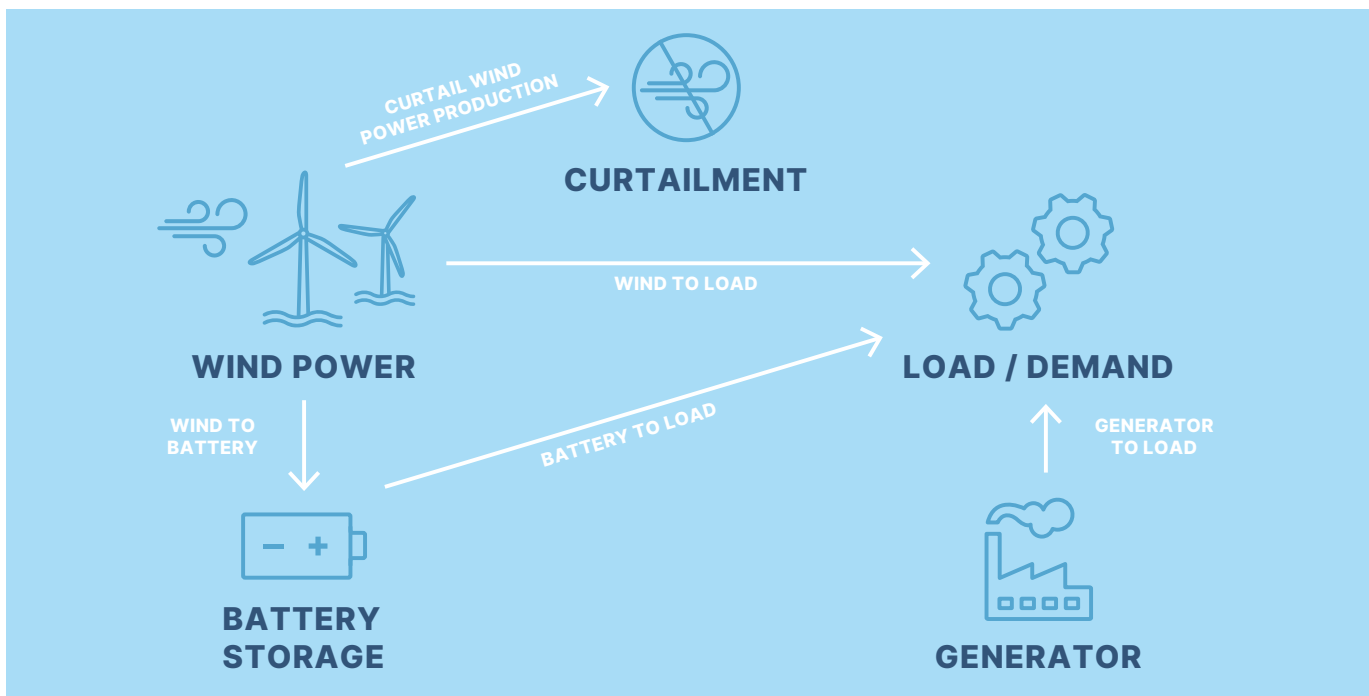 CURTAIL WIND
POWER PRODUCTION
CURTAILMENT
WIND TO LOAD
WIND POWER
LOAD / DEMAND
WIND TO
BATTERY
BATTERY TO LOAD
GENERATOR
TO LOAD
BATTERY
STORAGE
GENERATOR